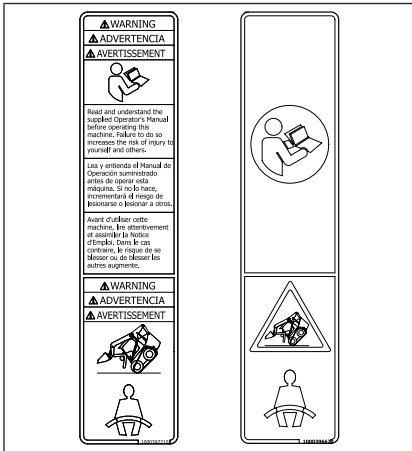 WARNING
ADVERTENCIA
AVERTISSEMENT
Read and understand the
supplied Operator's Manual
before operating this
machine. Failure to do so
increases the risk of injury to
yourself and others.
Lea y entienda el Manual de
Operación suministrado
antes de operar esta
máquina. Si no lo hace,
incrementará el riesgo de
lesionarse o lesionar a otros.
Avant d'utiliser cette
machine, lire attentivement
et assimiler la Notice
d'Emploi. Dans le cas
contraire, le risque de se
blesser ou de blesser les
autres augmente.
WARNING
ADVERTENCIA
AVERTISSEMENT